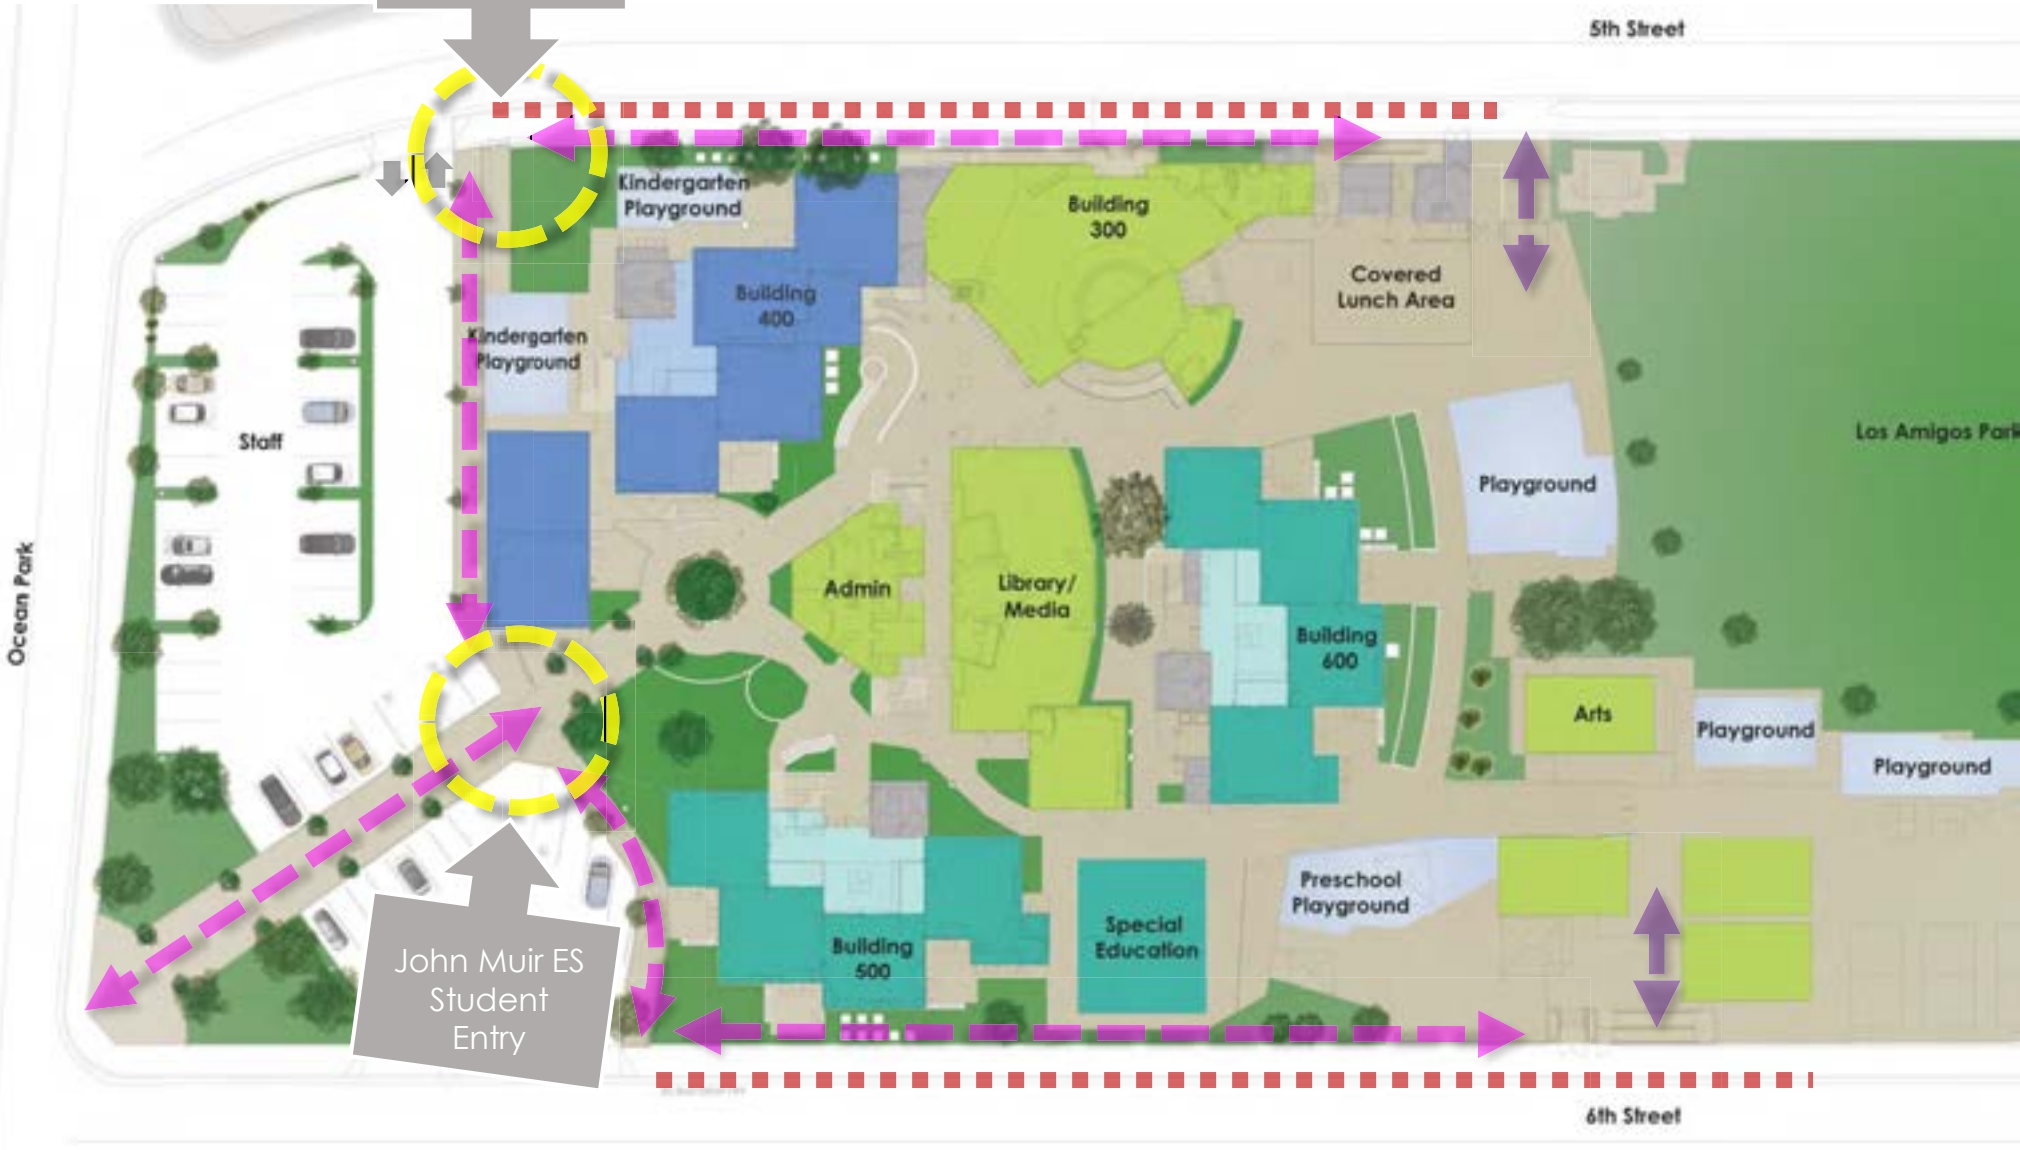 5th Street
Kindergarten
Playground
Building
300
Covered
Lunch Area
Building
400
Kindergarten
Playground
Staff
Los Amigos Park
Playground
Ocean Park
Admin
Library/
Media
Building
600
Arts
Playground
Playground
Preschool
Playground
Special
Education
Building
500
John Muir ES
Student
Entry
6th Street